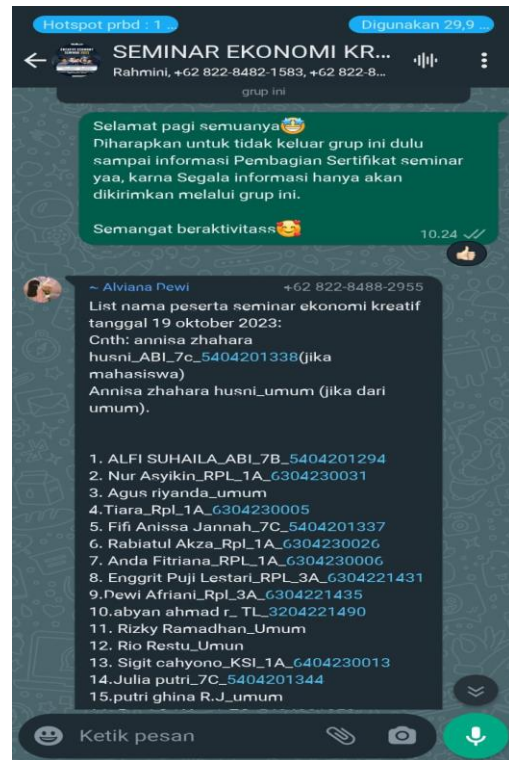 Hotspot prbd : 1 ...
Digunakan 29,9 ...
SEMINAR EKONOMI KR...
Rahmini, +62 822-8482-1583, +62 822-8...
grup ini
Selamat pagi semuanya🤩
Diharapkan untuk tidak keluar grup ini dulu
sampai informasi Pembagian Sertifikat seminar
yaa, karna Segala informasi hanya akan
dikirimkan melalui grup ini.
Semangat beraktivitass🥰
10.24
~ Alviana Dewi
+62 822-8488-2955
List nama peserta seminar ekonomi kreatif
tanggal 19 oktober 2023:
Cnth: annisa zhahara
husni_ABI_7c_5404201338(jika
mahasiswa)
Annisa zhahara husni_umum (jika dari
umum).
1. ALFI SUHAILA_ABI_7B_5404201294
2. Nur Asyikin_RPL_1A_6304230031
3. Agus riyanda_umum
4.Tiara_Rpl_1A_6304230005
5. Fifi Anissa Jannah_7C_5404201337
6. Rabiatul Akza_Rpl_1A_6304230026
7. Anda Fitriana_RPL_1A_6304230006
8. Enggrit Puji Lestari_RPL_3A_6304221431
9.Dewi Afriani_Rpl_3A_6304221435
10.abyan ahmad r_ TL_3204221490
11. Rizky Ramadhan_Umum
12. Rio Restu_Umun
13. Sigit cahyono_KSI_1A_6404230013
14.Julia putri_7C_5404201344
15.putri ghina R.J_umum
Ketik pesan